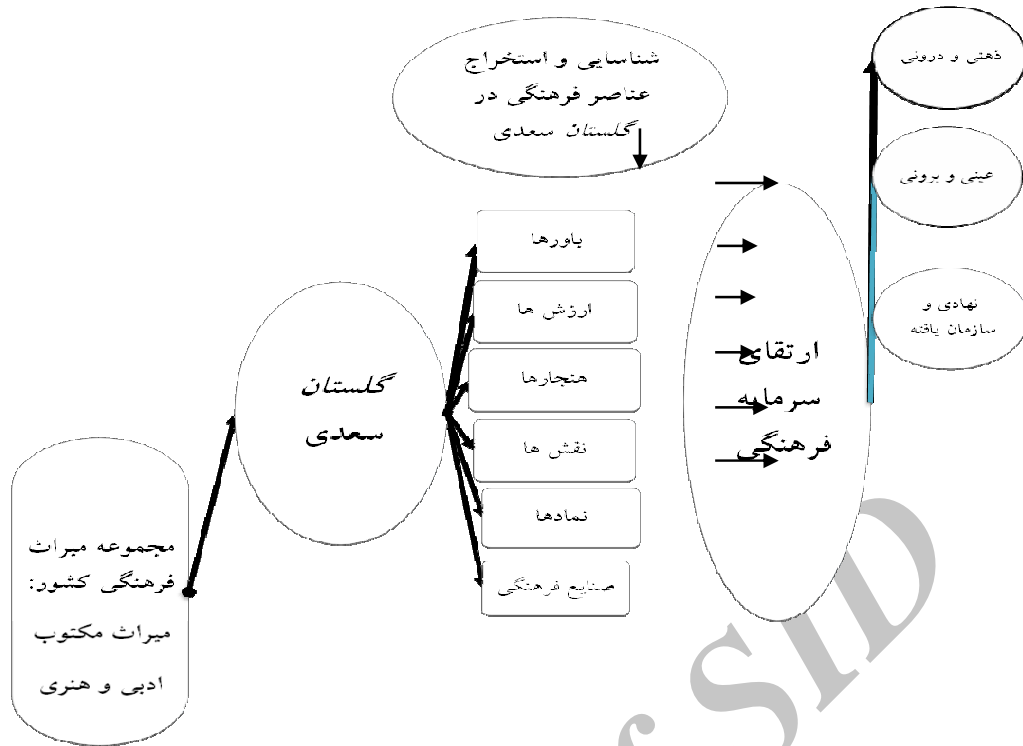 شناسایی و استخراج
عناصر فرهنگی در
گلستان سعدی
ذهنی و درونی
عینی و برونی
نهادی و
سازمان یافته
ارتقای
سرمایه
فرهنگی
باورها
ارزش ها
هنجارها
نقش ها
نمادها
صنایع فرهنگی
گلستان
سعدی
مجموعه میراث
فرهنگی کشور:
میراث مکتوب
ادبی و هنری
f SID